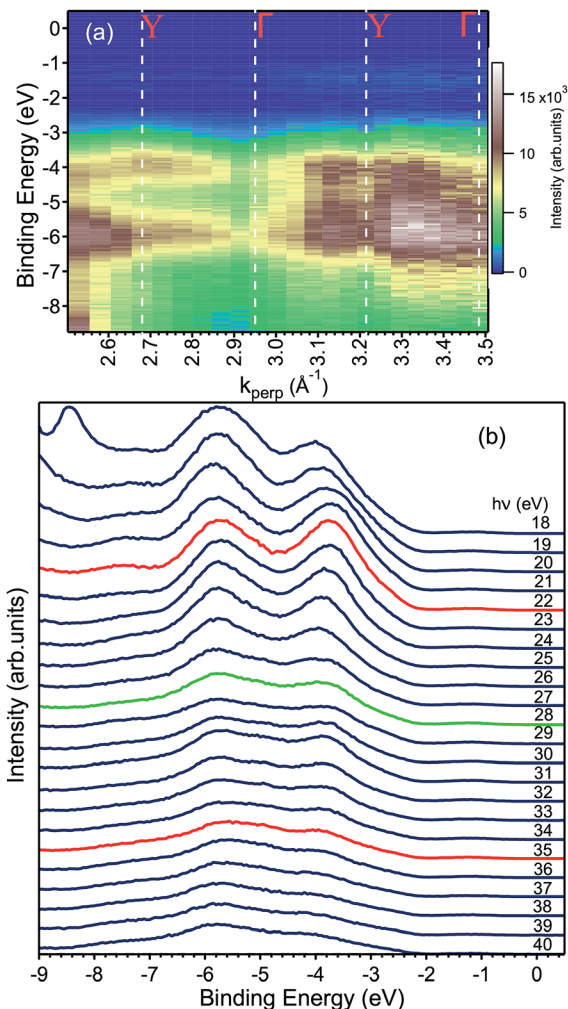 (a)
Y Γ Y Γ
0
-1
-2
-3
-4
-5
-6
-7
-8
Binding Energy (eV)
2.6 2.7 2.8 2.9 3.0 3.1 3.2 3.3 3.4 3.5
k_perp (Å⁻¹)
15 x10³
10
5
0
Intensity (arb.units)
(b)
hν (eV)
18
19
20
21
22
23
24
25
26
27
28
29
30
31
32
33
34
35
36
37
38
39
40
Intensity (arb.units)
-9 -8 -7 -6 -5 -4 -3 -2 -1 0
Binding Energy (eV)